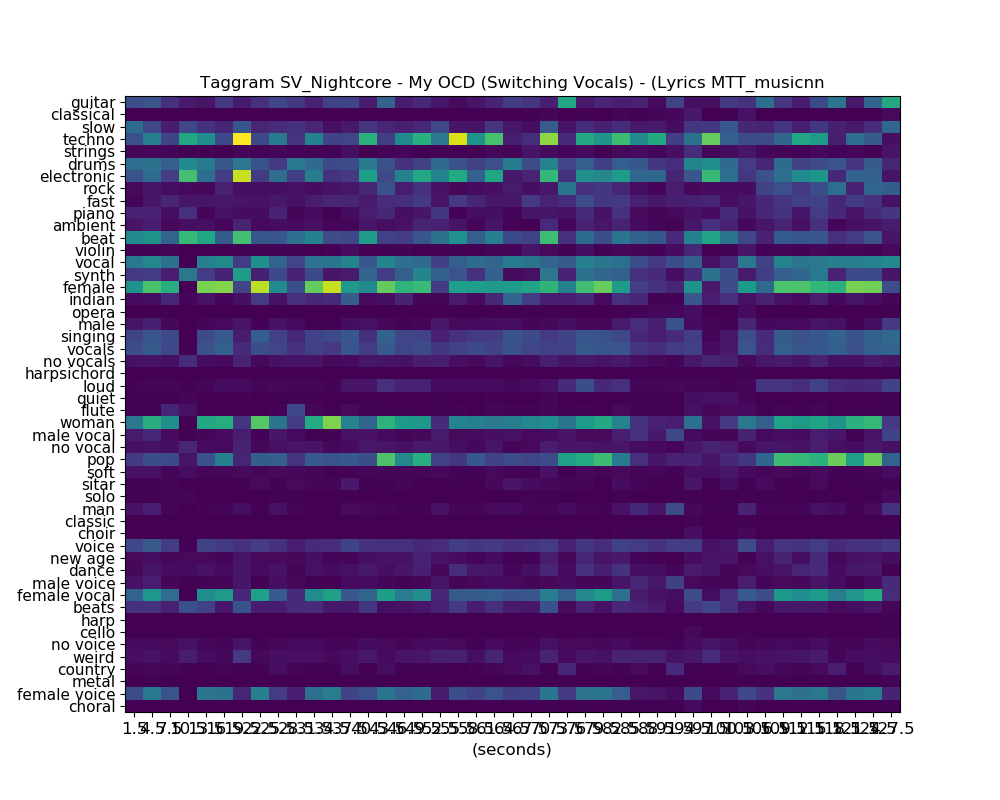 Taggram SV_Nightcore - My OCD (Switching Vocals) - (Lyrics MTT_musicnn
guitar
classical
slow
techno
strings
drums
electronic
rock
fast
piano
ambient
beat
violin
vocal
synth
female
indian
opera
male
singing
vocals
no vocals
harpsichord
loud
quiet
flute
woman
male vocal
no vocal
pop
soft
sitar
solo
man
classic
choir
voice
new age
dance
male voice
female vocal
beats
harp
cello
no voice
weird
country
metal
female voice
choral
(seconds)